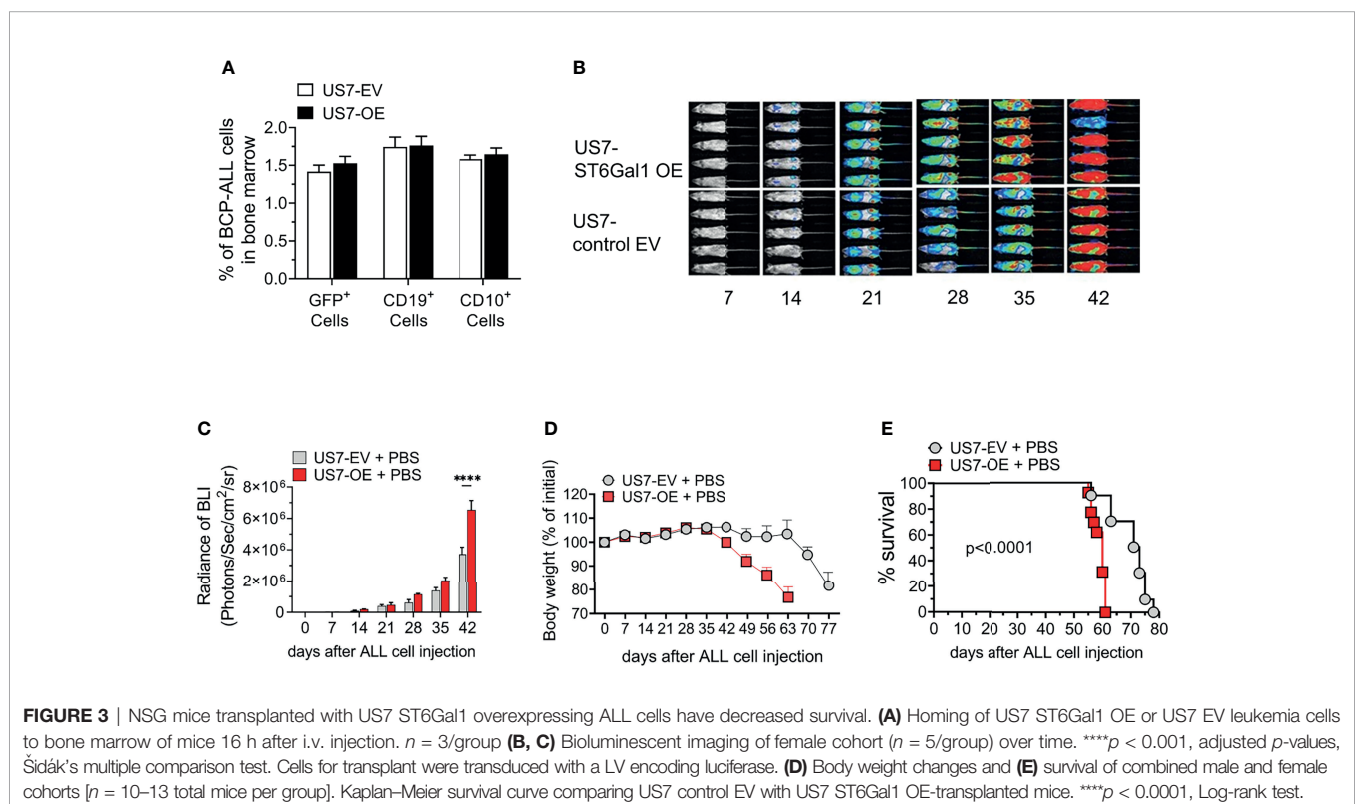 A
US7-EV
US7-OE
% of BCP-ALL cells
in bone marrow
2.0
1.5
1.0
0.5
0.0
GFP⁺
Cells
CD19⁺
Cells
CD10⁺
Cells
B
US7-
ST6Gal1 OE
US7-
control EV
7 14 21 28 35 42
C
US7-EV + PBS
US7-OE + PBS
Radiance of BLI
(Photons/Sec/cm²/sr)
8×10⁶
6×10⁶
4×10⁶
2×10⁶
0
****
0 7 14 21 28 35 42
days after ALL cell injection
D
US7-EV + PBS
US7-OE + PBS
Body weight (% of initial)
120
110
100
90
80
70
0 7 14 21 28 35 42 49 56 63 70 77
days after ALL cell injection
E
US7-EV + PBS
US7-OE + PBS
% survival
100
80
60
40
20
0
p<0.0001
0 10 20 30 40 50 60 70 80
days after ALL cell injection
FIGURE 3 | NSG mice transplanted with US7 ST6Gal1 overexpressing ALL cells have decreased survival. (A) Homing of US7 ST6Gal1 OE or US7 EV leukemia cells
to bone marrow of mice 16 h after i.v. injection. n = 3/group (B, C) Bioluminescent imaging of female cohort (n = 5/group) over time. ****p < 0.001, adjusted p-values,
Šidák's multiple comparison test. Cells for transplant were transduced with a LV encoding luciferase. (D) Body weight changes and (E) survival of combined male and female
cohorts [n = 10–13 total mice per group]. Kaplan–Meier survival curve comparing US7 control EV with US7 ST6Gal1 OE-transplanted mice. ****p < 0.0001, Log-rank test.